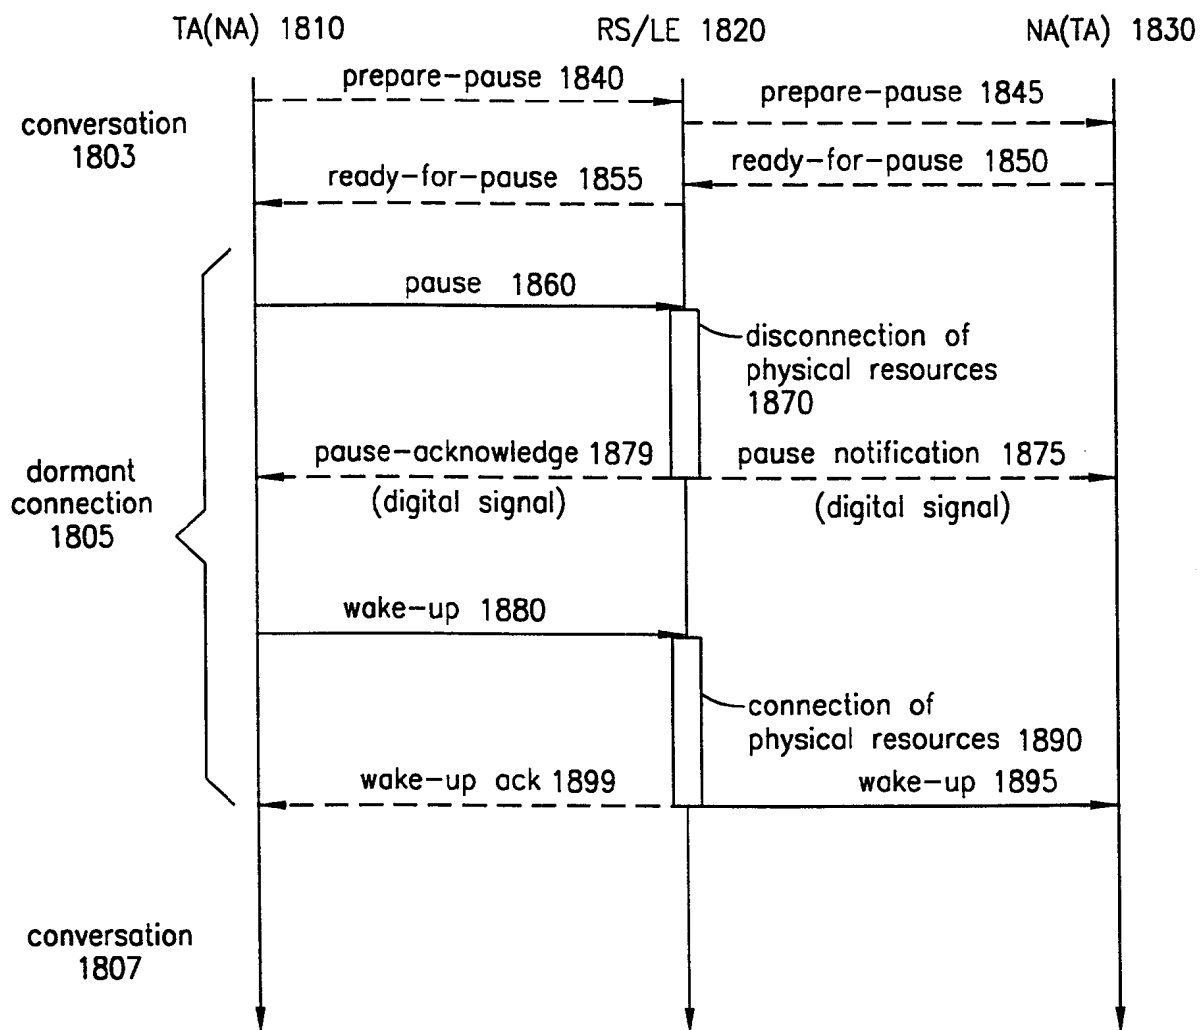 TA(NA) 1810
RS/LE 1820
NA(TA) 1830
prepare-pause 1840
prepare-pause 1845
conversation
1803
ready-for-pause 1850
ready-for-pause 1855
pause 1860
disconnection of
physical resources
1870
pause-acknowledge 1879
pause notification 1875
(digital signal)
(digital signal)
dormant
connection
1805
wake-up 1880
connection of
physical resources 1890
wake-up ack 1899
wake-up 1895
conversation
1807